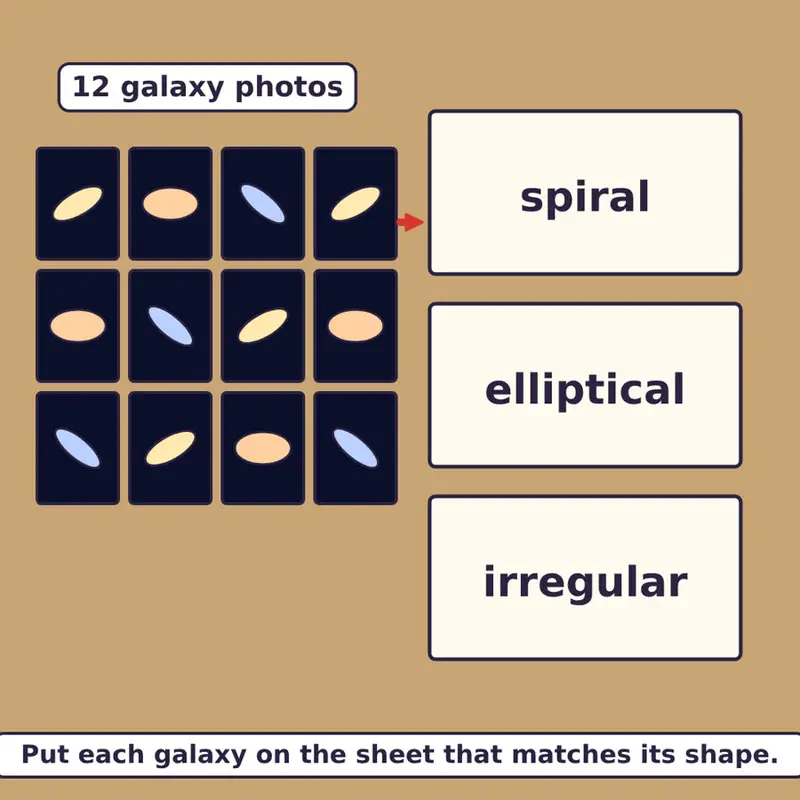 12 galaxy photos
spiral
elliptical
irregular
Put each galaxy on the sheet that matches its shape.